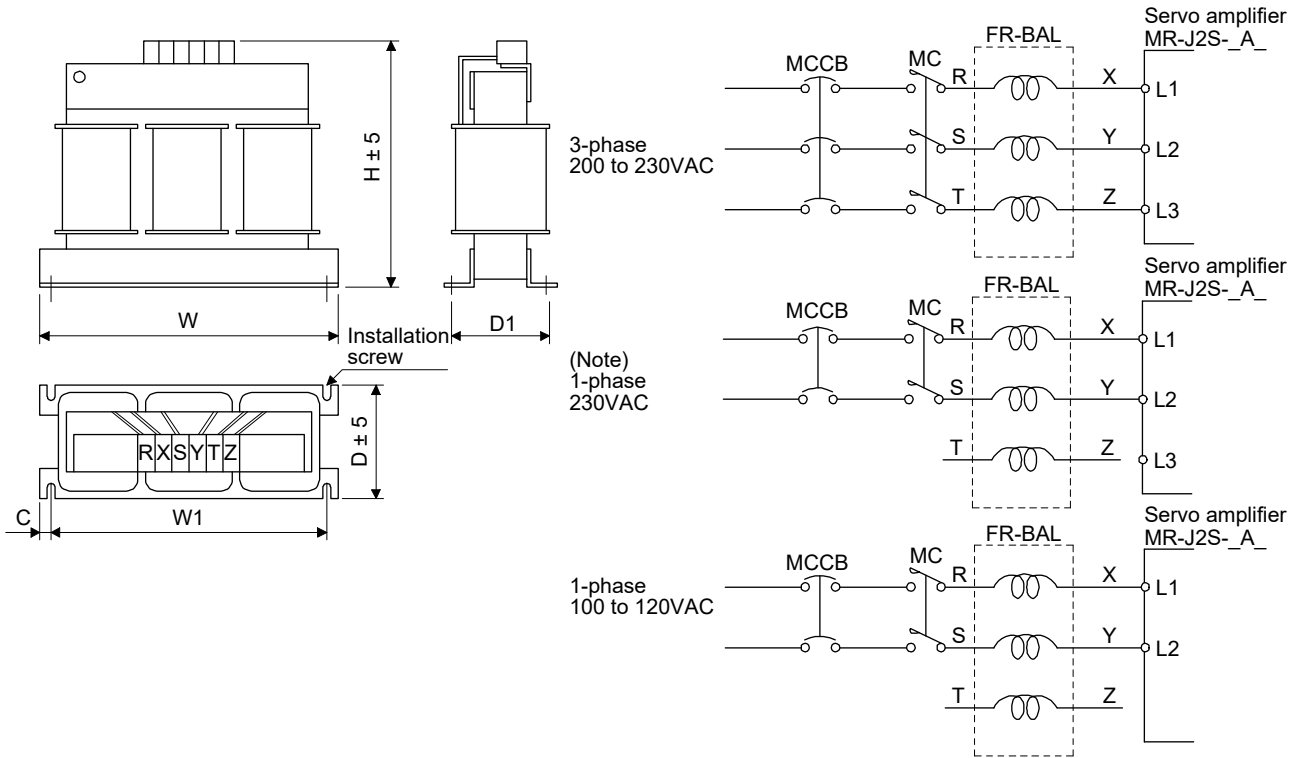 H ± 5
W
D1
Installation
screw
R X S Y T Z
D ± 5
C
W1
3-phase
200 to 230VAC
MCCB
MC
FR-BAL
Servo amplifier
MR-J2S-_A_
R
X
L1
S
Y
L2
T
Z
L3
(Note)
1-phase
230VAC
MCCB
MC
FR-BAL
Servo amplifier
MR-J2S-_A_
R
X
L1
S
Y
L2
T
Z
L3
1-phase
100 to 120VAC
MCCB
MC
FR-BAL
Servo amplifier
MR-J2S-_A_
R
X
L1
S
Y
L2
T
Z